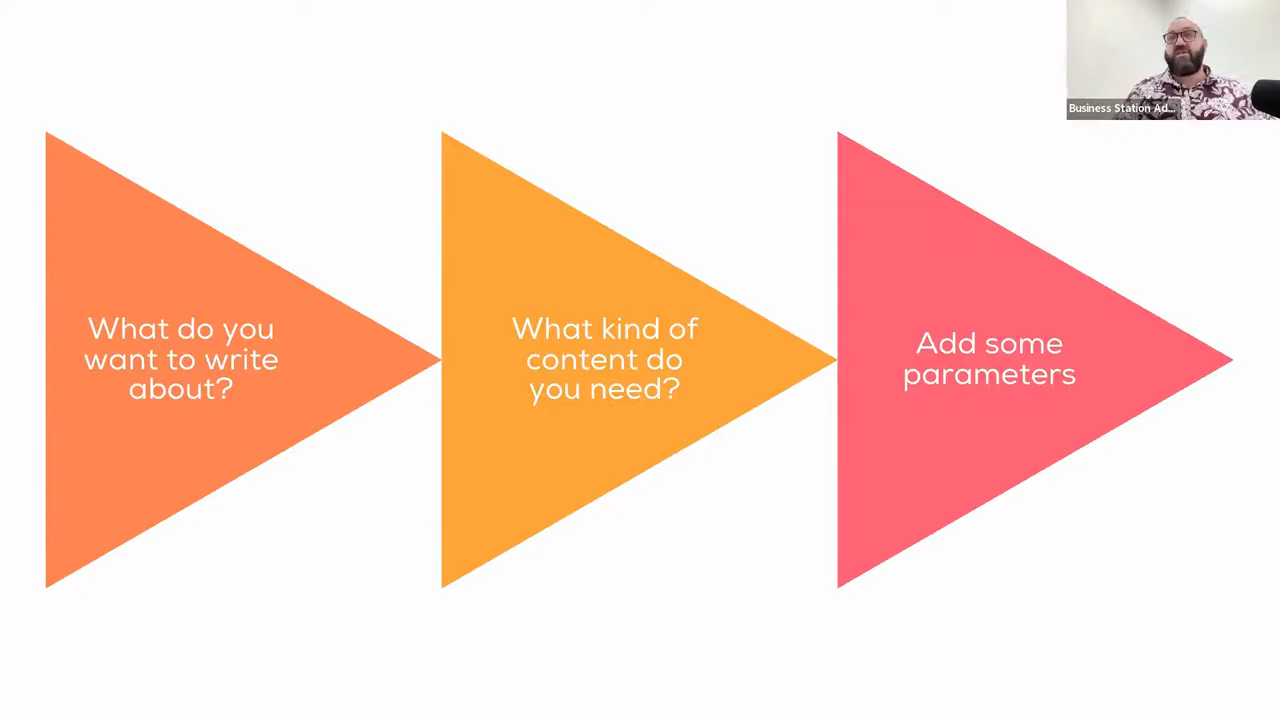 Business Station Ad...
What do you
want to write
about?
What kind of
content do
you need?
Add some
parameters